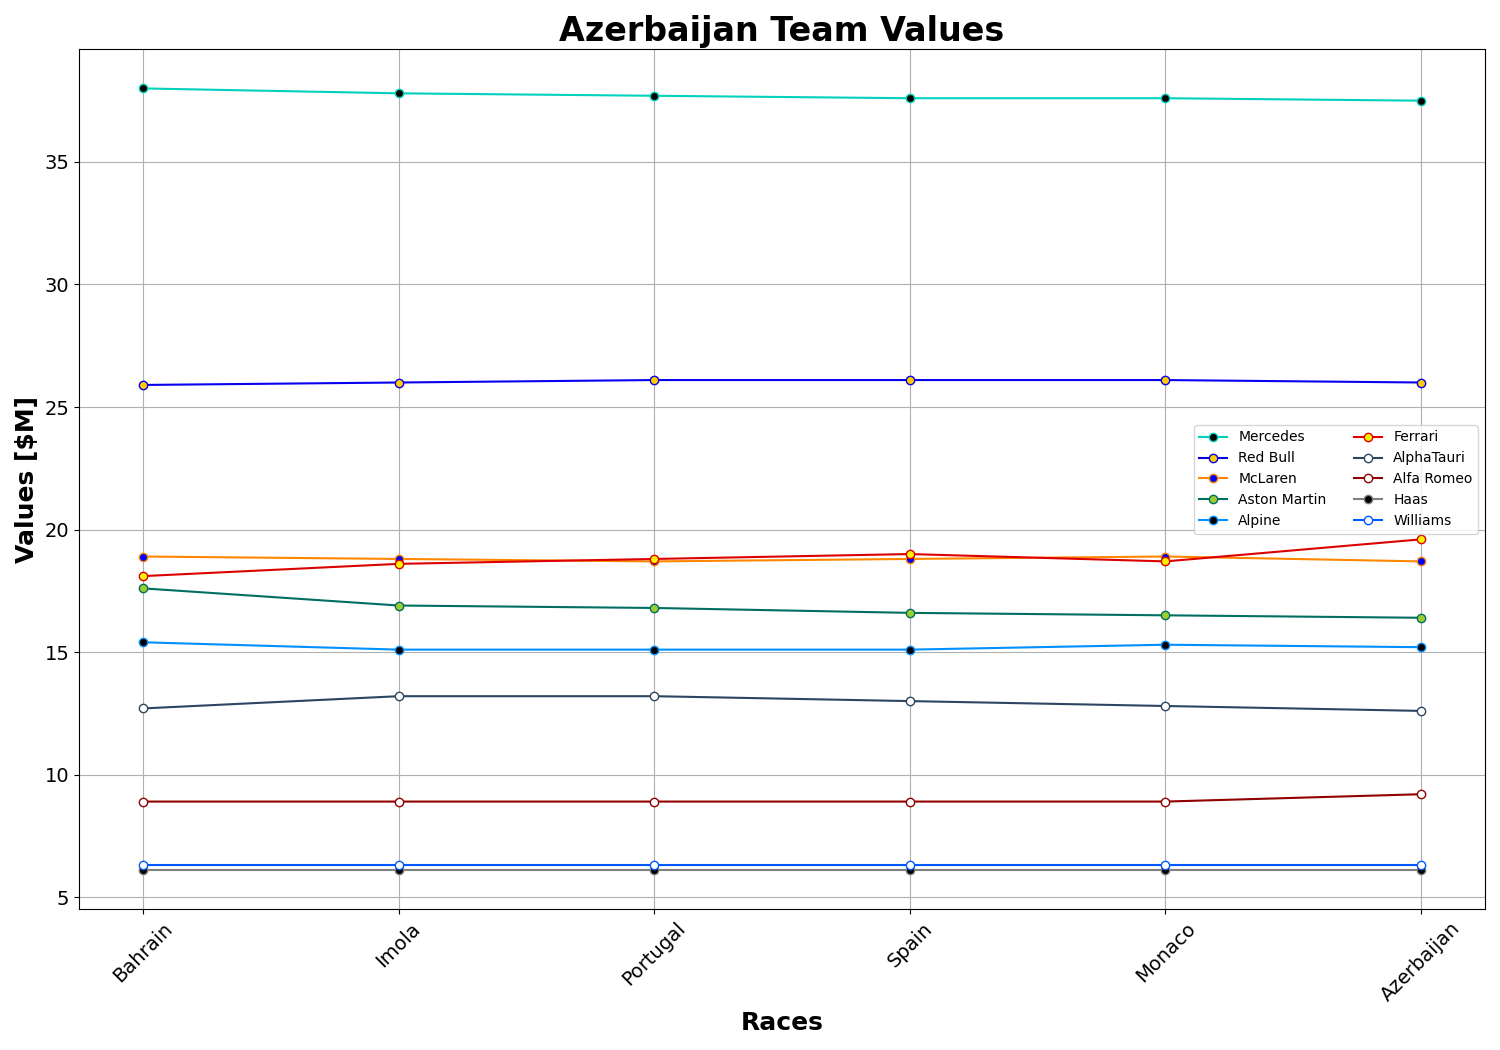 Azerbaijan Team Values
Values [$M]
35
30
25
20
15
10
5
Mercedes
Red Bull
McLaren
Aston Martin
Alpine
Ferrari
AlphaTauri
Alfa Romeo
Haas
Williams
Bahrain
Imola
Portugal
Spain
Monaco
Azerbaijan
Races